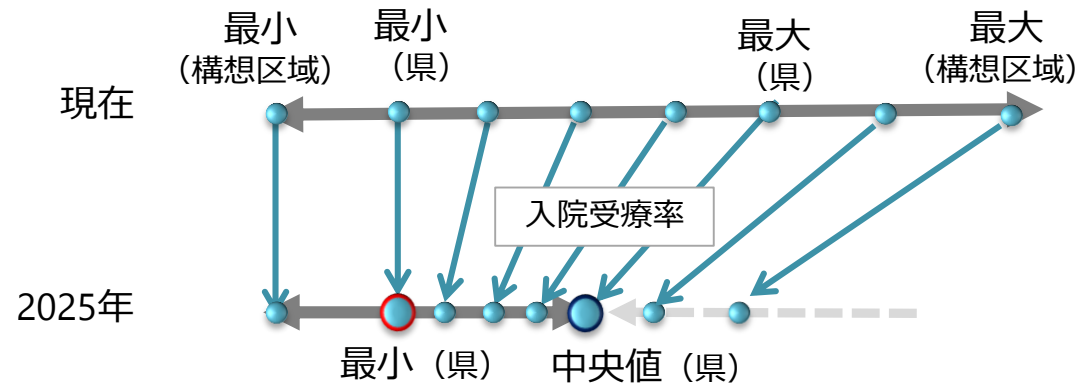 最小
（構想区域）
最小
（県）
最大
（県）
最大
（構想区域）
現在
入院受療率
2025年
最小（県）
中央値（県）